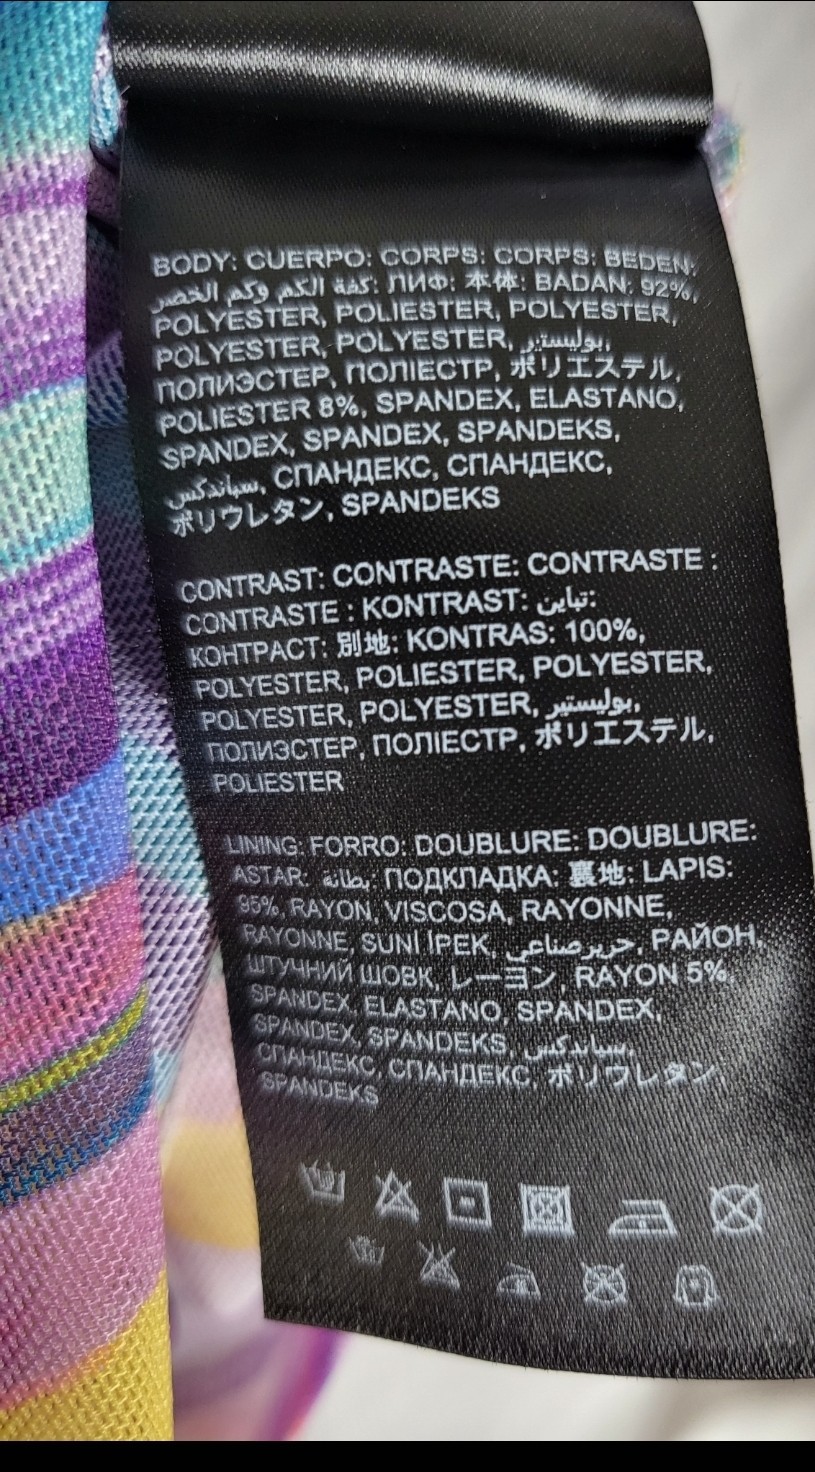 BODY: CUERPO: CORPS: CORPS: BEDEN:
كفة الكم وكم الخصر: ЛИФ: 本体: BADAN: 92%,
POLYESTER, POLIESTER, POLYESTER,
POLYESTER, POLYESTER, بوليستير,
ПОЛИЭСТЕР, ПОЛІЕСТР, ポリエステル,
POLIESTER 8%, SPANDEX, ELASTANO,
SPANDEX, SPANDEX, SPANDEKS,
سباندكس, СПАНДЕКС, СПАНДЕКС,
ポリウレタン, SPANDEKS
CONTRAST: CONTRASTE: CONTRASTE :
CONTRASTE : KONTRAST: تباين:
КОНТРАСТ: 別地: KONTRAS: 100%,
POLYESTER, POLIESTER, POLYESTER,
POLYESTER, POLYESTER, بوليستير,
ПОЛИЭСТЕР, ПОЛІЕСТР, ポリエステル,
POLIESTER
LINING: FORRO: DOUBLURE: DOUBLURE:
ASTAR: بطانة: ПОДКЛАДКА: 裏地: LAPIS:
95%, RAYON, VISCOSA, RAYONNE,
RAYONNE, SUNİ İPEK, حرير صناعي, РАЙОН,
ШТУЧНИЙ ШОВК, レーヨン, RAYON 5%,
SPANDEX, ELASTANO, SPANDEX,
SPANDEX, SPANDEKS, سباندكس,
СПАНДЕКС, СПАНДЕКС, ポリウレタン,
SPANDEKS